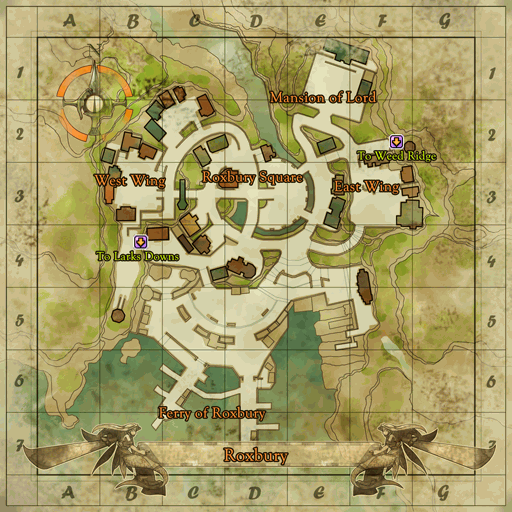 A B C D E F G
1 1
Mansion of Lord
2 2
To Weed Ridge
West Wing Roxbury Square East Wing
3 3
To Larks Downs
4 4
5 5
6 6
Ferry of Roxbury
7
Roxbury
A B C D E F G